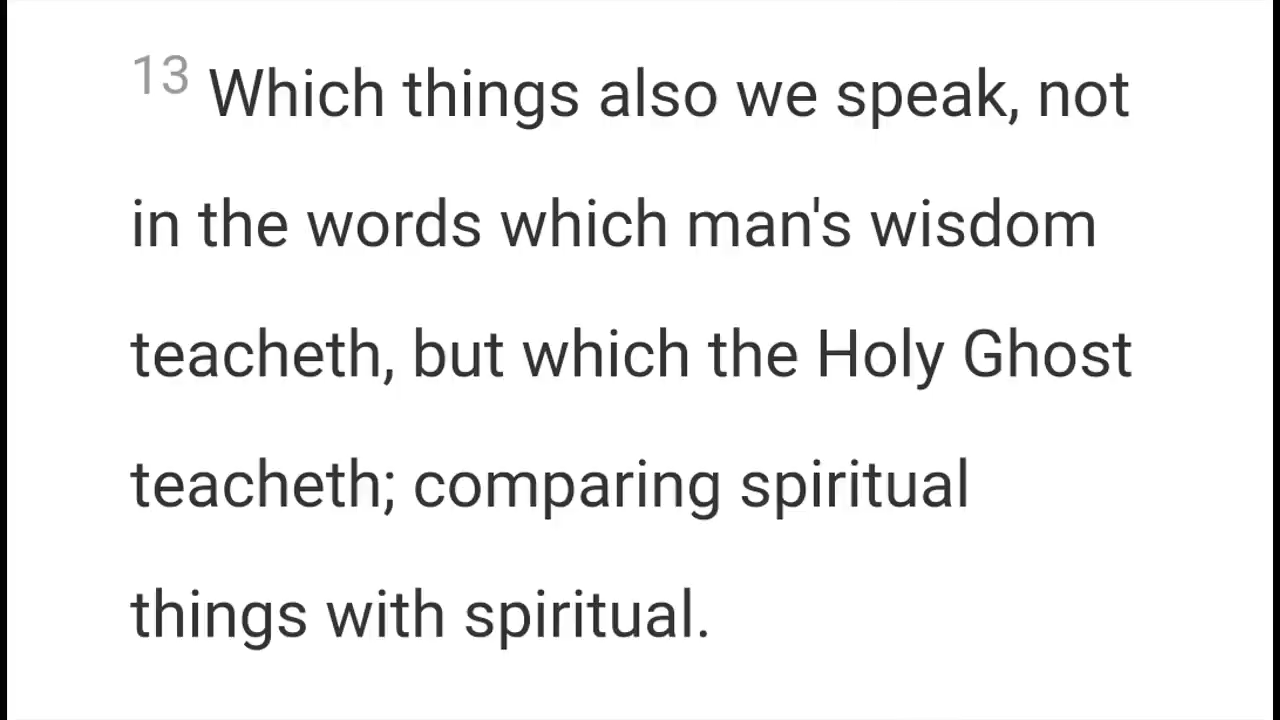 13 Which things also we speak, not
in the words which man's wisdom
teacheth, but which the Holy Ghost
teacheth; comparing spiritual
things with spiritual.